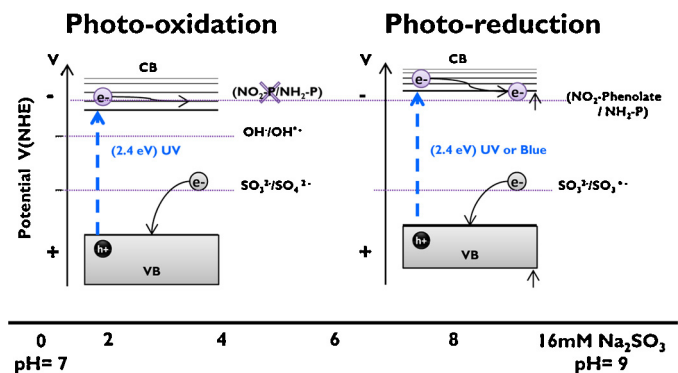 Photo-oxidation
Photo-reduction
V
CB
-
e-
(NO₂-P/NH₂-P)
OH⁻/OH•-
(2.4 eV) UV
e-
SO₃²⁻/SO₄²⁻
Potential V(NHE)
+
h+
VB
V
CB
-
e-
e-
(NO₂-Phenolate
/ NH₂-P)
(2.4 eV) UV or Blue
e-
SO₃²⁻/SO₃•-
+
h+
VB
0 2 4 6 8 16mM Na₂SO₃
pH= 7 pH= 9